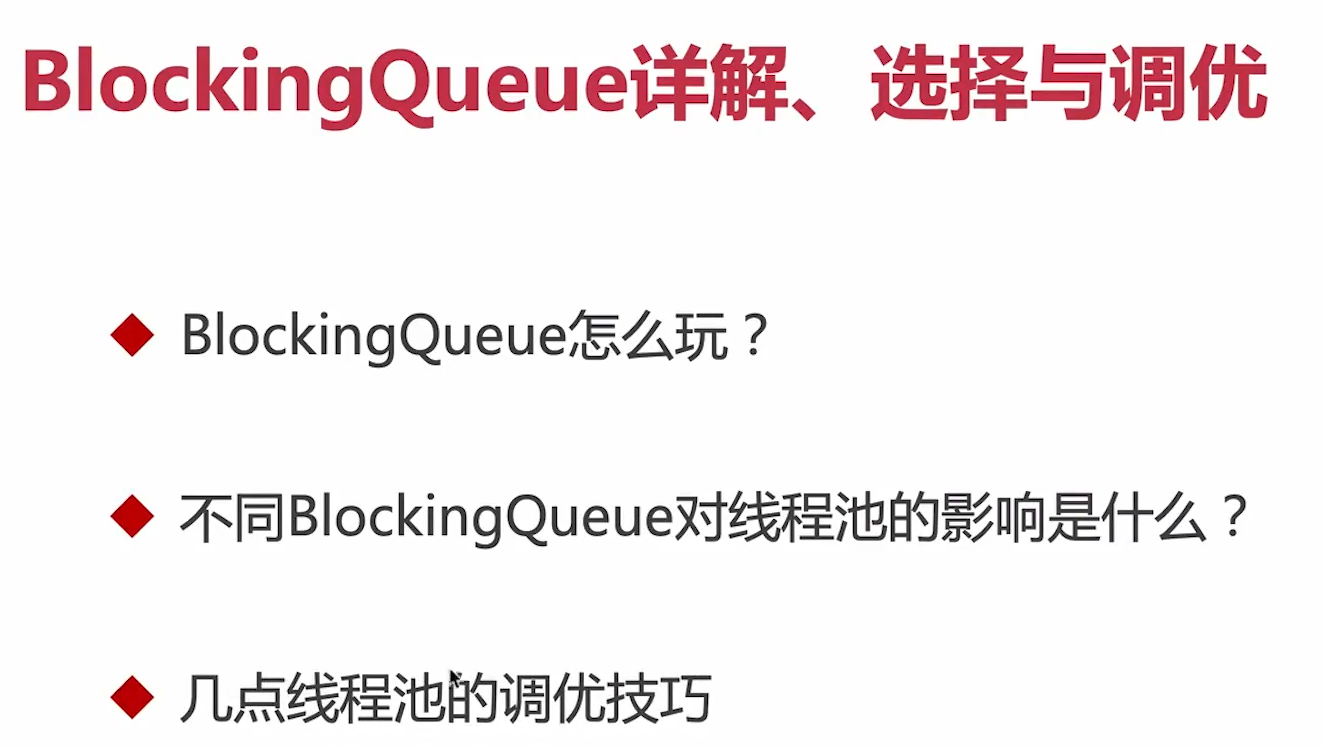 BlockingQueue详解、选择与调优
BlockingQueue怎么玩？
不同BlockingQueue对线程池的影响是什么？
几点线程池的调优技巧